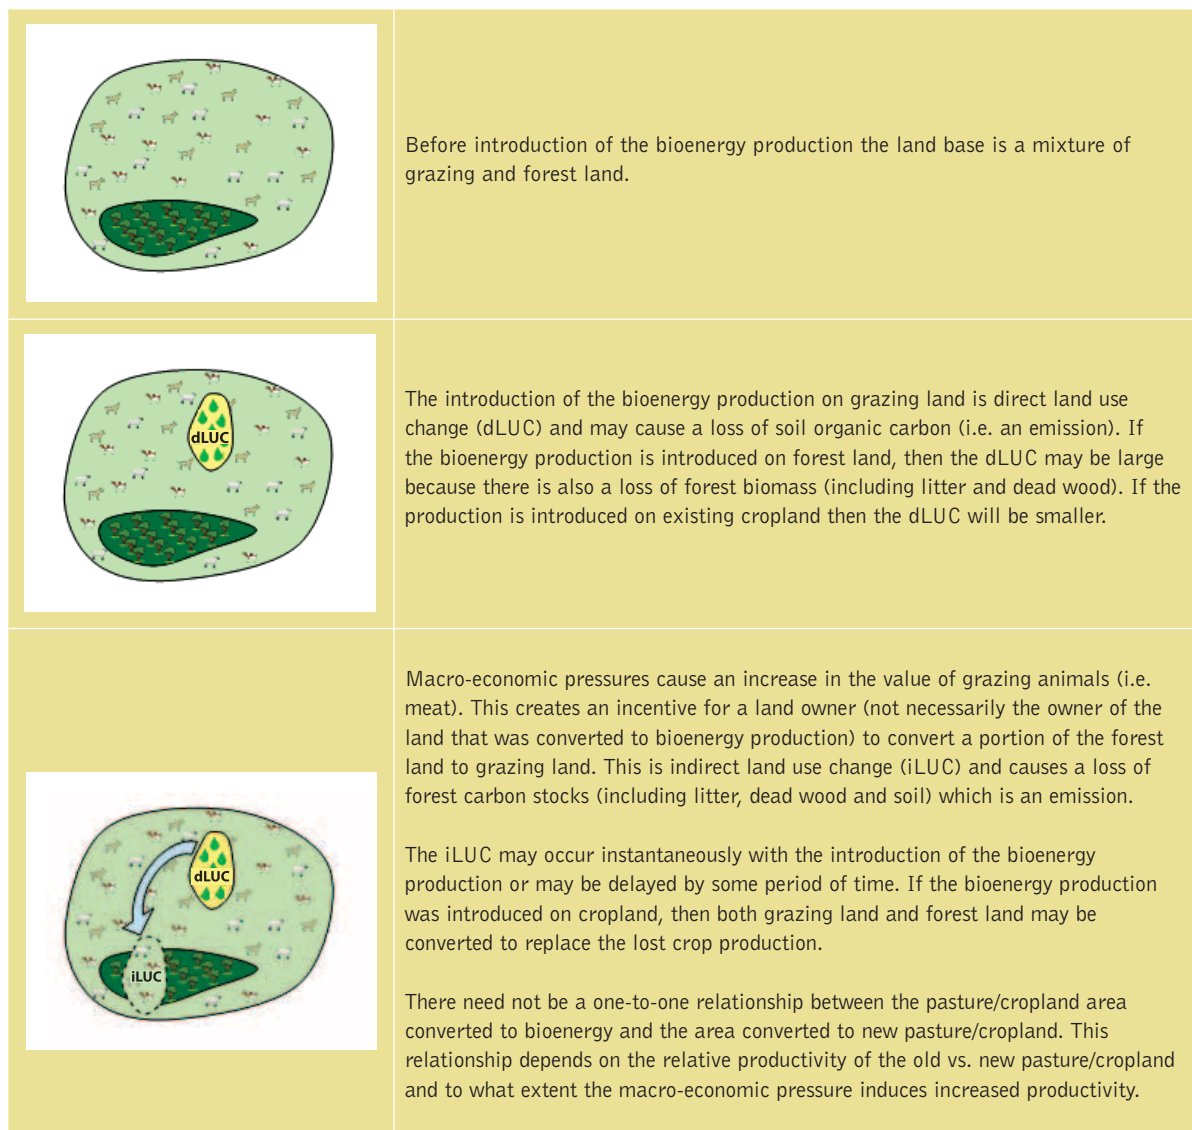 Before introduction of the bioenergy production the land base is a mixture of
grazing and forest land.
dLUC
The introduction of the bioenergy production on grazing land is direct land use
change (dLUC) and may cause a loss of soil organic carbon (i.e. an emission). If
the bioenergy production is introduced on forest land, then the dLUC may be large
because there is also a loss of forest biomass (including litter and dead wood). If the
production is introduced on existing cropland then the dLUC will be smaller.
dLUC
iLUC
Macro-economic pressures cause an increase in the value of grazing animals (i.e.
meat). This creates an incentive for a land owner (not necessarily the owner of the
land that was converted to bioenergy production) to convert a portion of the forest
land to grazing land. This is indirect land use change (iLUC) and causes a loss of
forest carbon stocks (including litter, dead wood and soil) which is an emission.
The iLUC may occur instantaneously with the introduction of the bioenergy
production or may be delayed by some period of time. If the bioenergy production
was introduced on cropland, then both grazing land and forest land may be
converted to replace the lost crop production.
There need not be a one-to-one relationship between the pasture/cropland area
converted to bioenergy and the area converted to new pasture/cropland. This
relationship depends on the relative productivity of the old vs. new pasture/cropland
and to what extent the macro-economic pressure induces increased productivity.